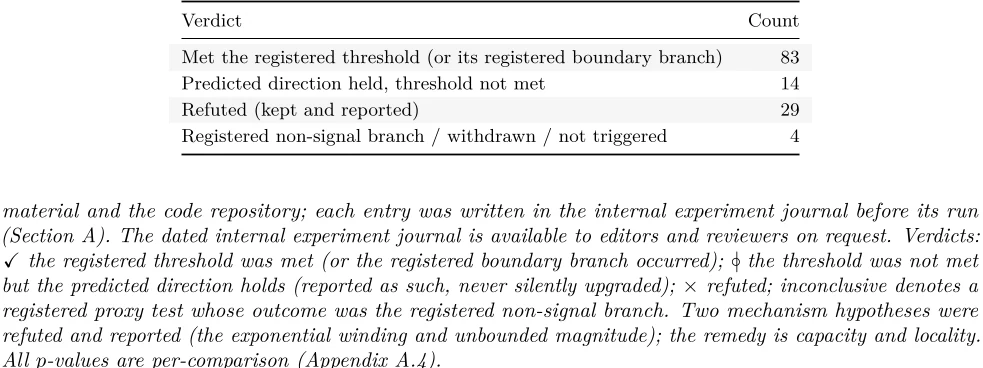 Verdict Count
Met the registered threshold (or its registered boundary branch) 83
Predicted direction held, threshold not met 14
Refuted (kept and reported) 29
Registered non-signal branch / withdrawn / not triggered 4
material and the code repository; each entry was written in the internal experiment journal before its run
(Section A). The dated internal experiment journal is available to editors and reviewers on request. Verdicts:
✓ the registered threshold was met (or the registered boundary branch occurred); ϕ the threshold was not met
but the predicted direction holds (reported as such, never silently upgraded); × refuted; inconclusive denotes a
registered proxy test whose outcome was the registered non-signal branch. Two mechanism hypotheses were
refuted and reported (the exponential winding and unbounded magnitude); the remedy is capacity and locality.
All p-values are per-comparison (Appendix A.4).